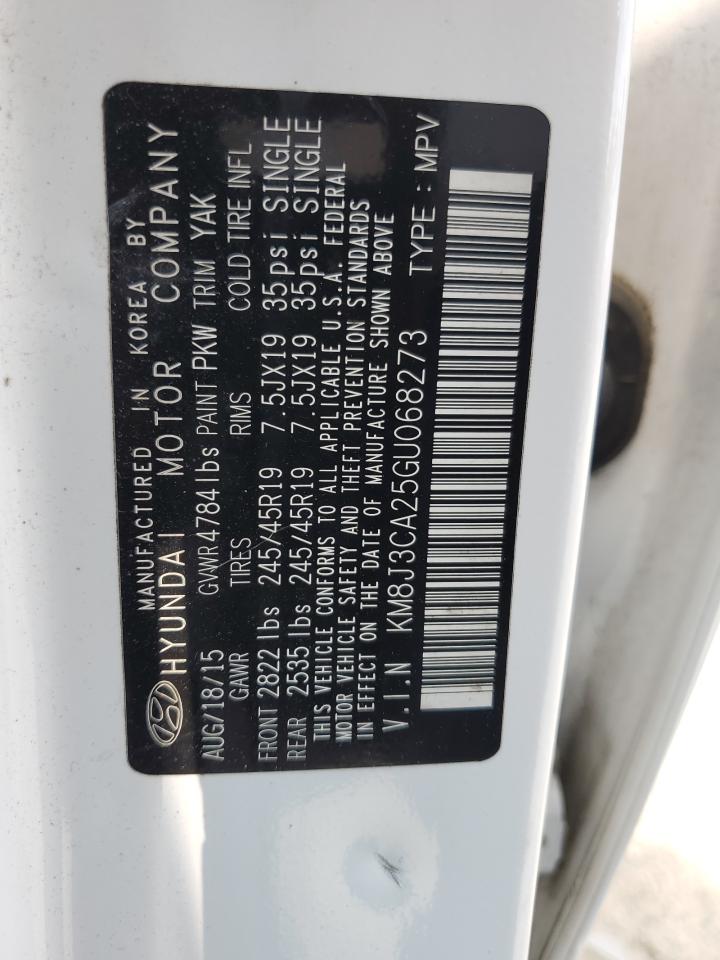 MANUFACTURED IN KOREA BY
HYUNDAI MOTOR COMPANY
AUG/18/15 GVWR 4784 lbs PAINT PKW TRIM YAK
GAWR TIRES RIMS COLD TIRE INFL
FRONT 2822 lbs 245/45R19 7.5JX19 35psi SINGLE
REAR 2535 lbs 245/45R19 7.5JX19 35psi SINGLE
THIS VEHICLE CONFORMS TO ALL APPLICABLE U.S.A. FEDERAL
MOTOR VEHICLE SAFETY AND THEFT PREVENTION STANDARDS
IN EFFECT ON THE DATE OF MANUFACTURE SHOWN ABOVE
V.I.N KM8J3CA25GU068273 TYPE : MPV